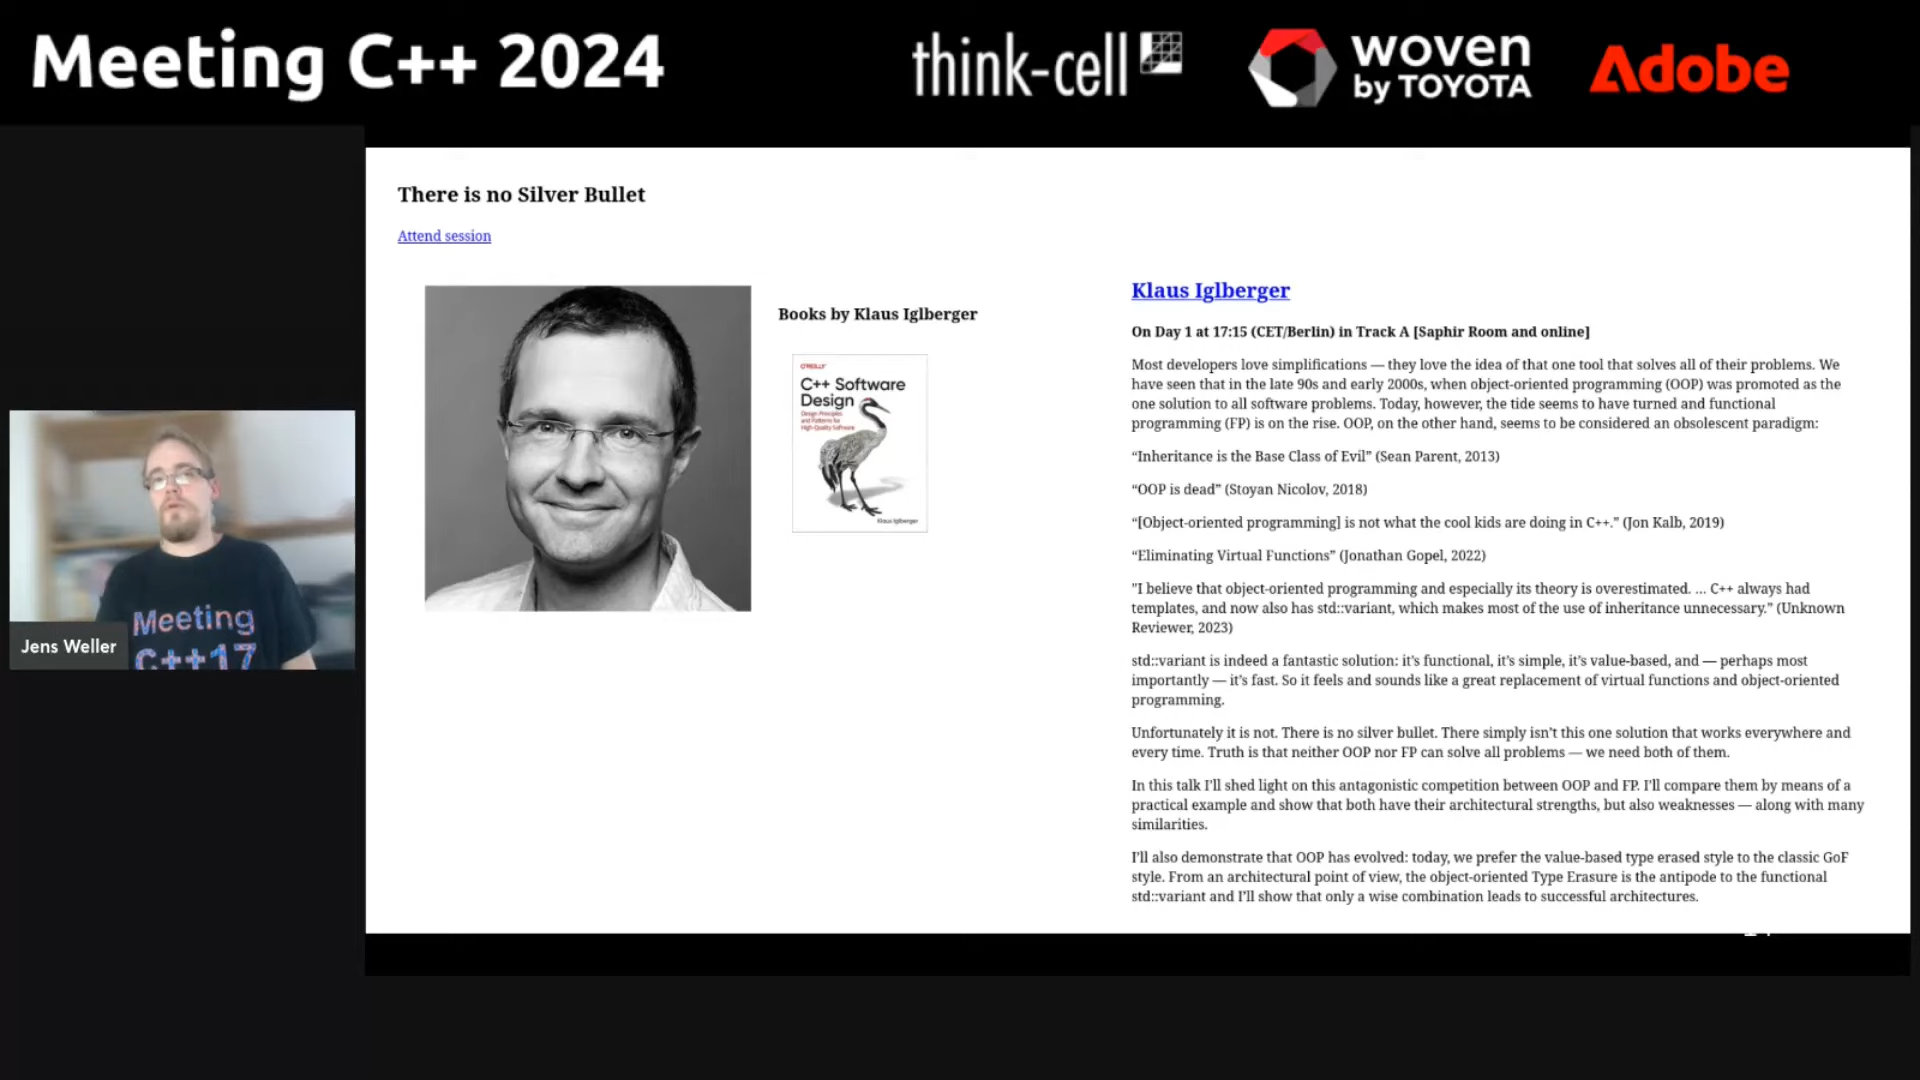 Meeting C++ 2024
think-cell
woven
by TOYOTA
Adobe
There is no Silver Bullet
Attend session
Books by Klaus Iglberger
O'REILLY
C++ Software
Design
Design Principles
and Patterns for
High-Quality Software
Klaus Iglberger
Klaus Iglberger
On Day 1 at 17:15 (CET/Berlin) in Track A [Saphir Room and online]
Most developers love simplifications — they love the idea of that one tool that solves all of their problems. We
have seen that in the late 90s and early 2000s, when object-oriented programming (OOP) was promoted as the
one solution to all software problems. Today, however, the tide seems to have turned and functional
programming (FP) is on the rise. OOP, on the other hand, seems to be considered an obsolescent paradigm:
“Inheritance is the Base Class of Evil” (Sean Parent, 2013)
“OOP is dead” (Stoyan Nicolov, 2018)
“[Object-oriented programming] is not what the cool kids are doing in C++.” (Jon Kalb, 2019)
“Eliminating Virtual Functions” (Jonathan Gopel, 2022)
"I believe that object-oriented programming and especially its theory is overestimated. ... C++ always had
templates, and now also has std::variant, which makes most of the use of inheritance unnecessary.” (Unknown
Reviewer, 2023)
std::variant is indeed a fantastic solution: it’s functional, it’s simple, it’s value-based, and — perhaps most
importantly — it’s fast. So it feels and sounds like a great replacement of virtual functions and object-oriented
programming.
Unfortunately it is not. There is no silver bullet. There simply isn’t this one solution that works everywhere and
every time. Truth is that neither OOP nor FP can solve all problems — we need both of them.
In this talk I’ll shed light on this antagonistic competition between OOP and FP. I’ll compare them by means of a
practical example and show that both have their architectural strengths, but also weaknesses — along with many
similarities.
I’ll also demonstrate that OOP has evolved: today, we prefer the value-based type erased style to the classic GoF
style. From an architectural point of view, the object-oriented Type Erasure is the antipode to the functional
std::variant and I’ll show that only a wise combination leads to successful architectures.
Meeting
C++17
Jens Weller